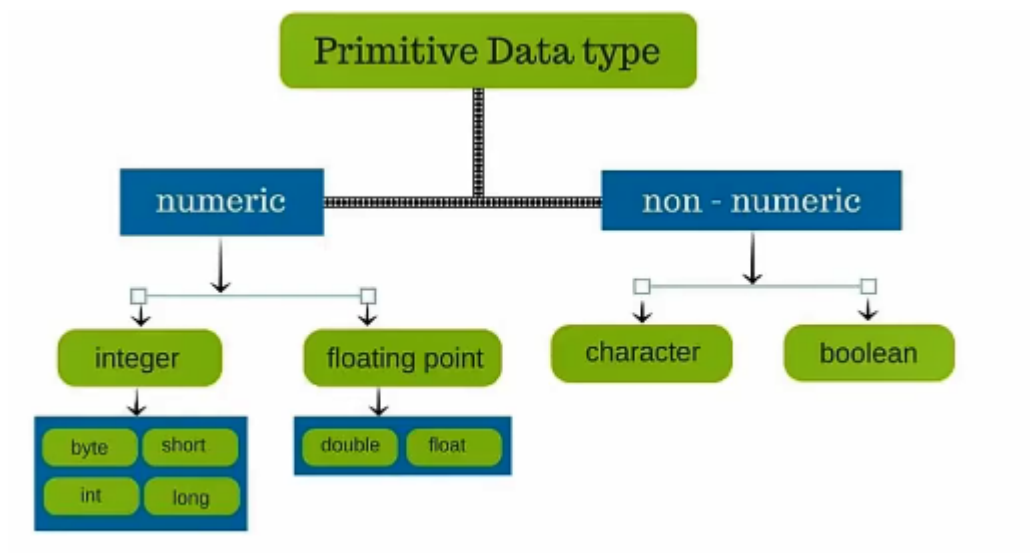 Primitive Data type
numeric
non - numeric
integer
floating point
character
boolean
byte
short
double
float
int
long